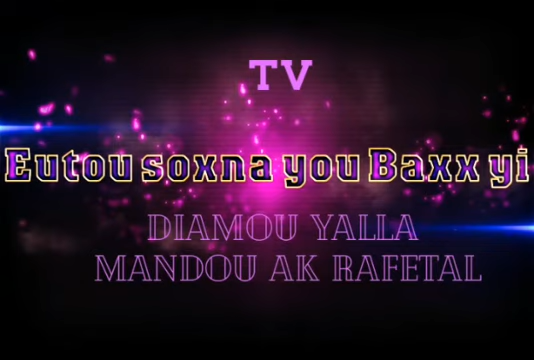 TV
Eutou soxna you Baxx yi
DIAMOU YALLA
MANDOU AK RAFETAL